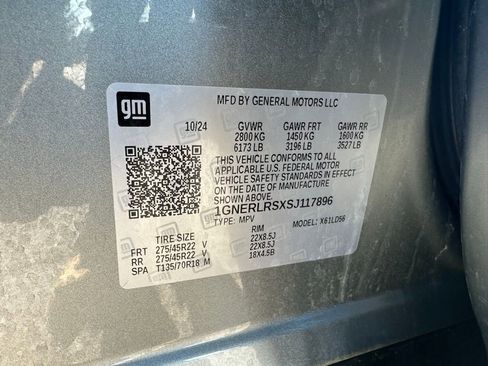 gm
MFD BY GENERAL MOTORS LLC
10/24 GVWR GAWR FRT GAWR RR
2800 KG 1450 KG 1600 KG
6173 LB 3196 LB 3527 LB
THIS VEHICLE CONFORMS TO ALL
APPLICABLE U.S. FEDERAL MOTOR
VEHICLE SAFETY STANDARDS IN EFFECT
ON THE DATE OF MANUFACTURE
SHOWN ABOVE.
1GNERLRSXSJ117896
TYPE: MPV MODEL: X61LD56
TIRE SIZE RIM
FRT 275/45R22 V 22X8.5J
RR 275/45R22 V 22X8.5J
SPA T135/70R18 M 18X4.5B